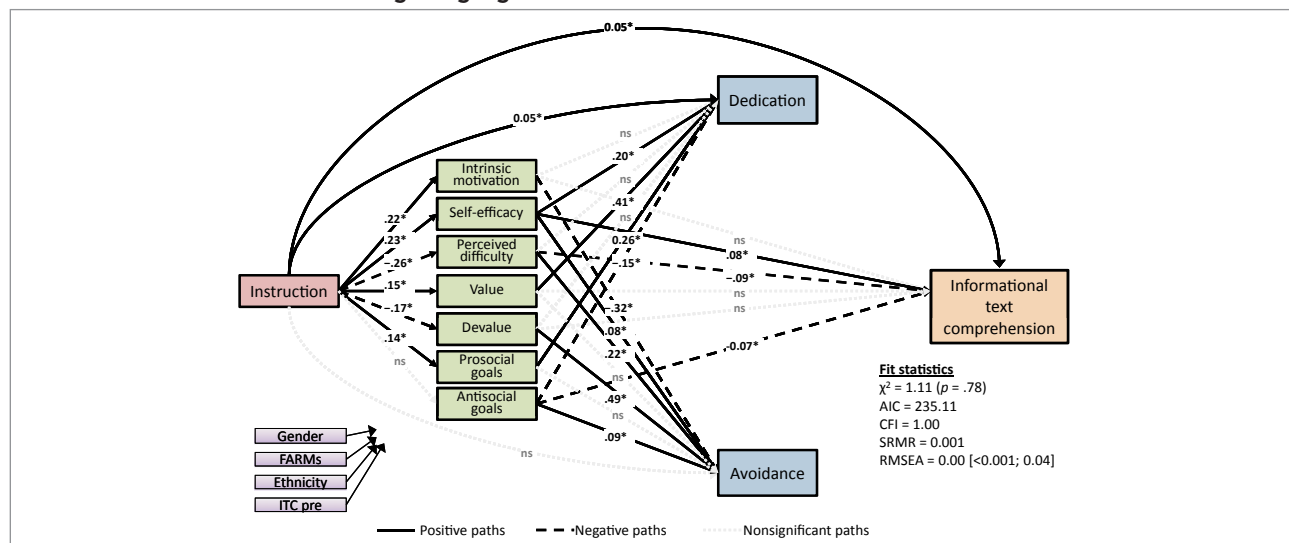 0.05*
Dedication
0.05*
ns
.20*
Intrinsic
motivation
ns
.41*
Self-efficacy
.22*
ns
.23*
0.26*
ns
Perceived
difficulty
.08*
–.26*
–.15*
–.09*
Instruction
.15*
Value
ns
Informational
text
comprehension
–.17*
–.32*
ns
Devalue
.08*
.14*
-0.07*
.22*
ns
Prosocial
goals
ns
Antisocial
goals
.49*
ns
.09*
Fit statistics
χ² = 1.11 (p = .78)
AIC = 235.11
CFI = 1.00
SRMR = 0.001
RMSEA = 0.00 [<0.001; 0.04]
Gender
FARMs
ns
Ethnicity
Avoidance
ITC pre
Positive paths
Negative paths
Nonsignificant paths